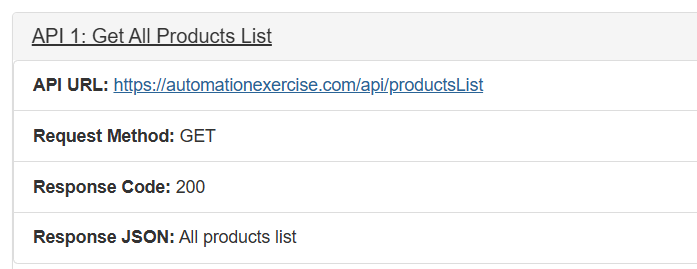 API 1: Get All Products List
API URL: https://automationexercise.com/api/productsList
Request Method: GET
Response Code: 200
Response JSON: All products list